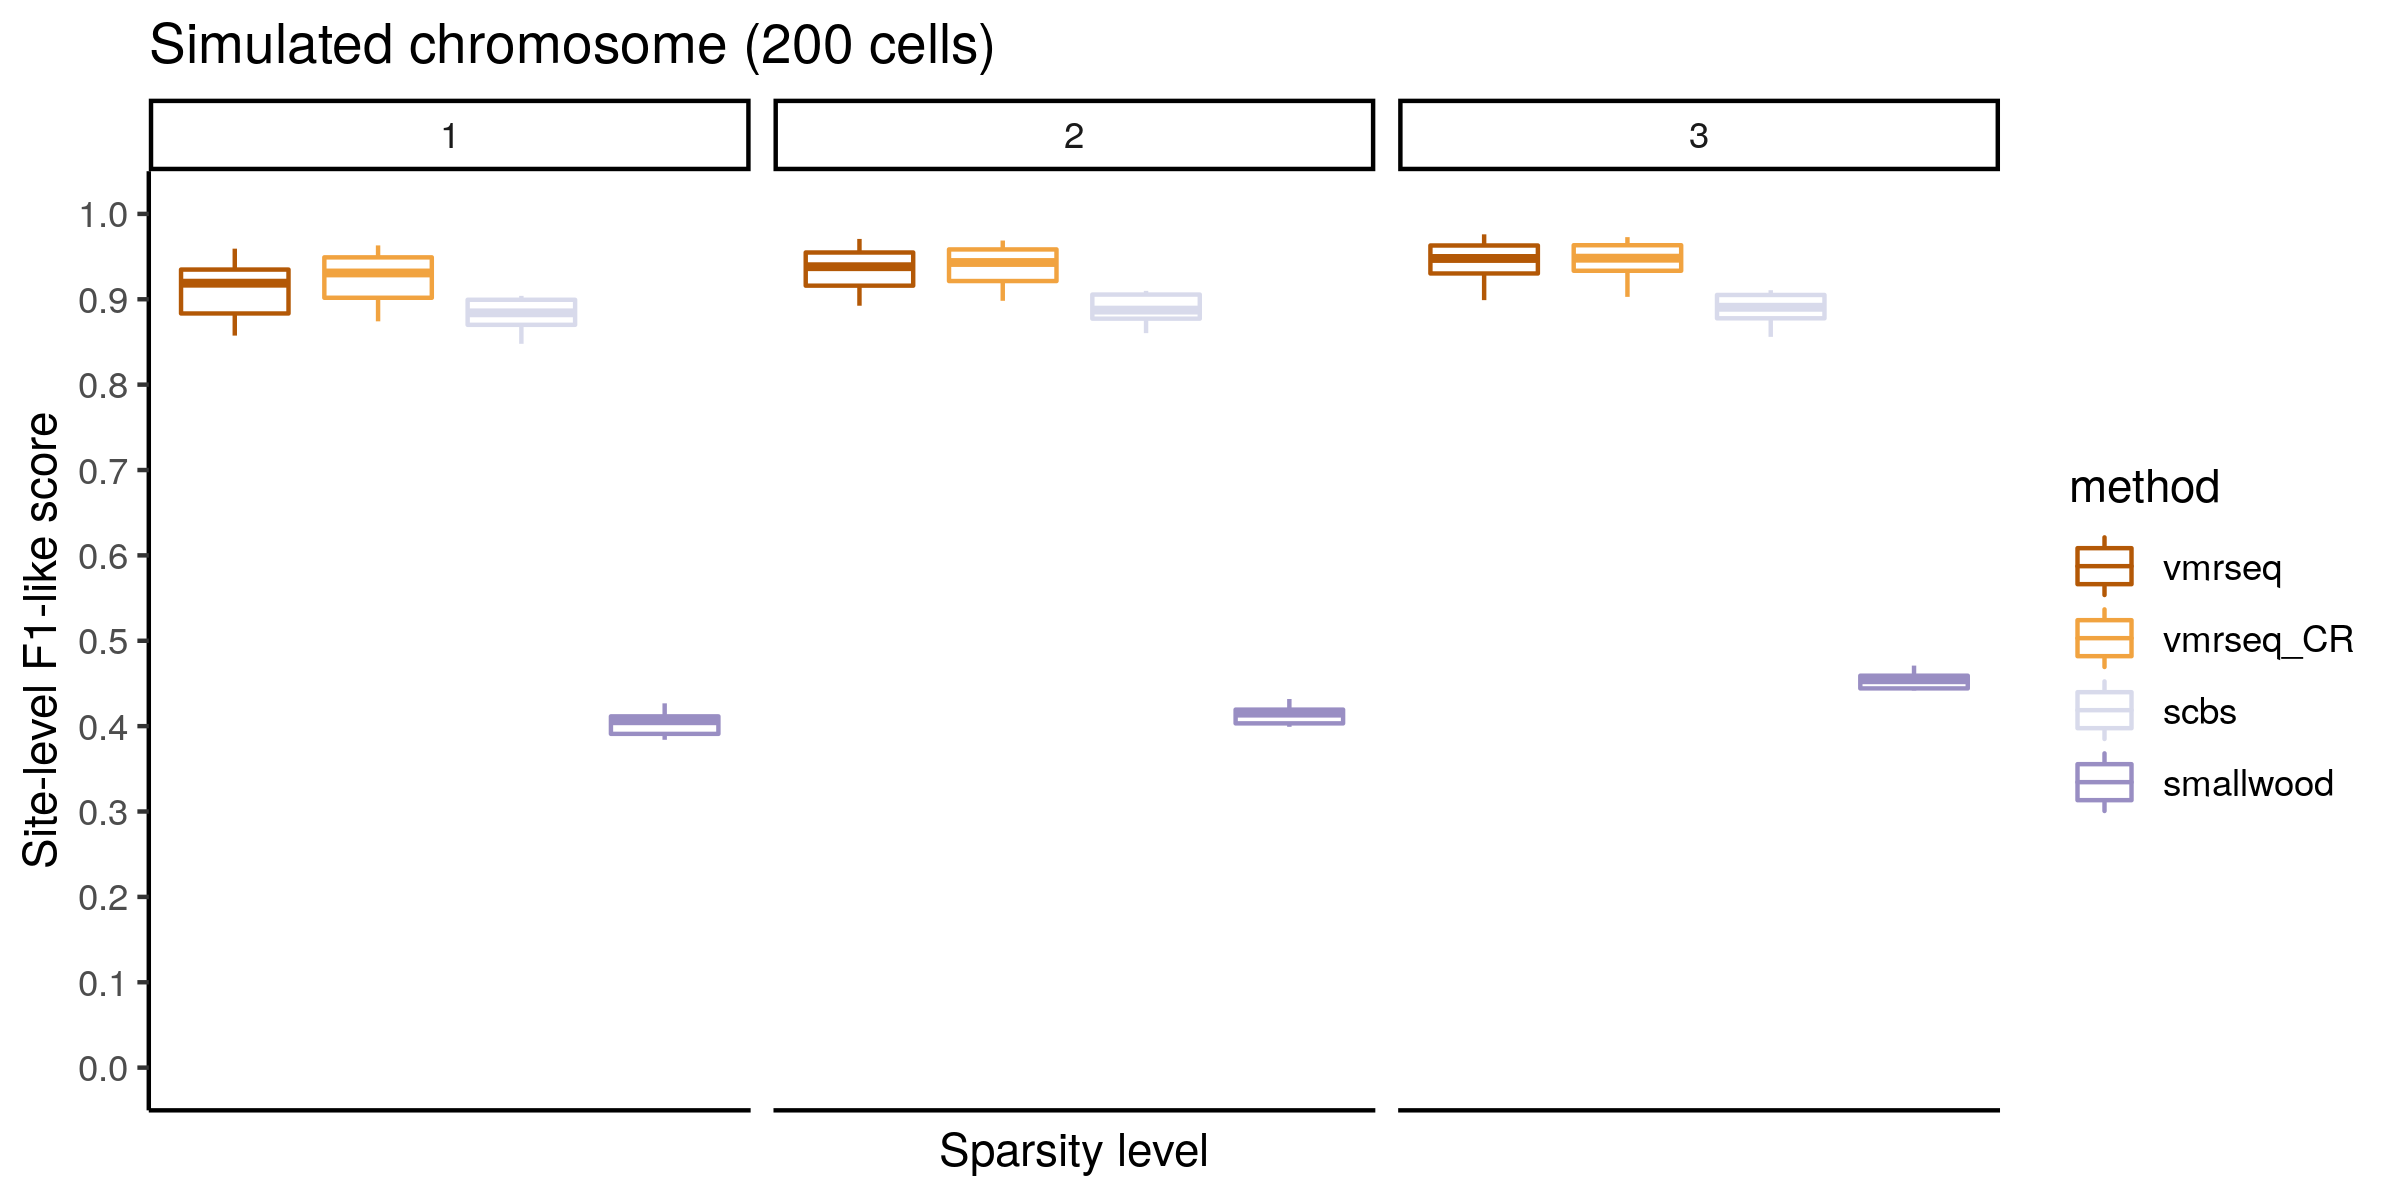 Simulated chromosome (200 cells)
1
2
3
Site-level F1-like score
1.0
0.9
0.8
0.7
0.6
0.5
0.4
0.3
0.2
0.1
0.0
Sparsity level
method
vmrseq
vmrseq_CR
scbs
smallwood